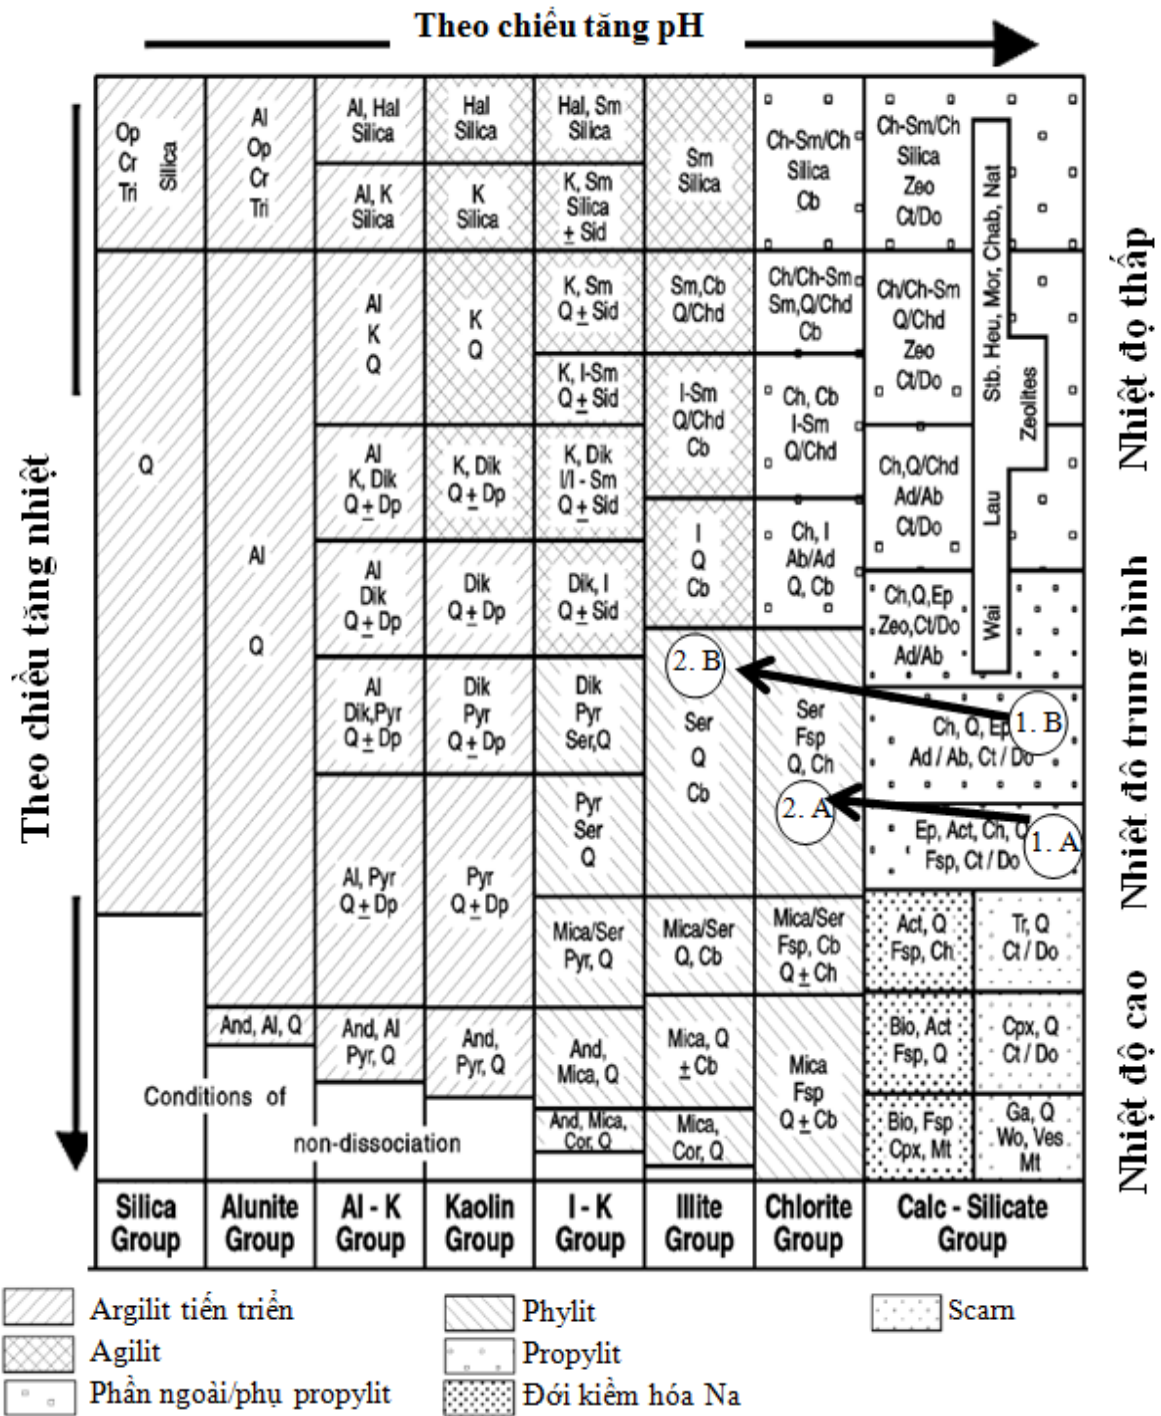 Theo chiều tăng pH
Theo chiều tăng nhiệt
Nhiệt độ thấp
Nhiệt độ trung bình
Nhiệt độ cao
Op
Cr
Tri
Silica
Q
Al
Op
Cr
Tri
Al
Q
And, Al, Q
Al, Hal
Silica
Al, K
Silica
Al
K
Q
Al
K, Dik
Q ± Dp
Al
Dik
Q ± Dp
Al
Dik,Pyr
Q ± Dp
Al, Pyr
Q ± Dp
And, Al
Pyr, Q
Hal
Silica
K
Silica
K
Q
K, Dik
Q ± Dp
Dik
Q ± Dp
Dik
Pyr
Q ± Dp
Pyr
Q ± Dp
And,
Pyr, Q
Hal, Sm
Silica
K, Sm
Silica
± Sid
K, Sm
Q ± Sid
K, I-Sm
Q ± Sid
K, Dik
I/I - Sm
Q ± Sid
Dik, I
Q ± Sid
Dik
Pyr
Ser,Q
Pyr
Ser
Q
Mica/Ser
Pyr, Q
And,
Mica, Q
And, Mica,
Cor, Q
Sm
Silica
Sm,Cb
Q/Chd
I-Sm
Q/Chd
Cb
I
Q
Cb
2. B
Ser
Q
Cb
Mica/Ser
Q, Cb
Mica, Q
± Cb
Mica,
Cor, Q
Ch-Sm/Ch
Silica
Cb
Ch/Ch-Sm
Sm,Q/Chd
Cb
Ch, Cb
I-Sm
Q/Chd
Ch, I
Ab/Ad
Q, Cb
Ser
Fsp
Q, Ch
2. A
Mica/Ser
Fsp, Cb
Q ± Ch
Mica
Fsp
Q ± Cb
Ch-Sm/Ch
Silica
Zeo
Ct/Do
Ch/Ch-Sm
Q/Chd
Zeo
Ct/Do
Ch,Q/Chd
Ad/Ab
Ct/Do
Ch,Q,Ep
Zeo,Ct/Do
Ad/Ab
Stb. Heu, Mor, Chab, Nat
Zeolites
Lau
Wai
Ch, Q, Ep
Ad / Ab, Ct / Do
1. B
Ep, Act, Ch, Q
Fsp, Ct / Do
1. A
Act, Q
Fsp, Ch
Tr, Q
Ct / Do
Bio, Act
Fsp, Q
Cpx, Q
Ct / Do
Bio, Fsp
Cpx, Mt
Ga, Q
Wo, Ves
Mt
Conditions of
non-dissociation
Silica
Group
Alunite
Group
Al - K
Group
Kaolin
Group
I - K
Group
Illite
Group
Chlorite
Group
Calc - Silicate
Group
Argilit tiến triển
Agilit
Phần ngoài/phụ propylit
Phylit
Propylit
Đới kiềm hóa Na
Scarn